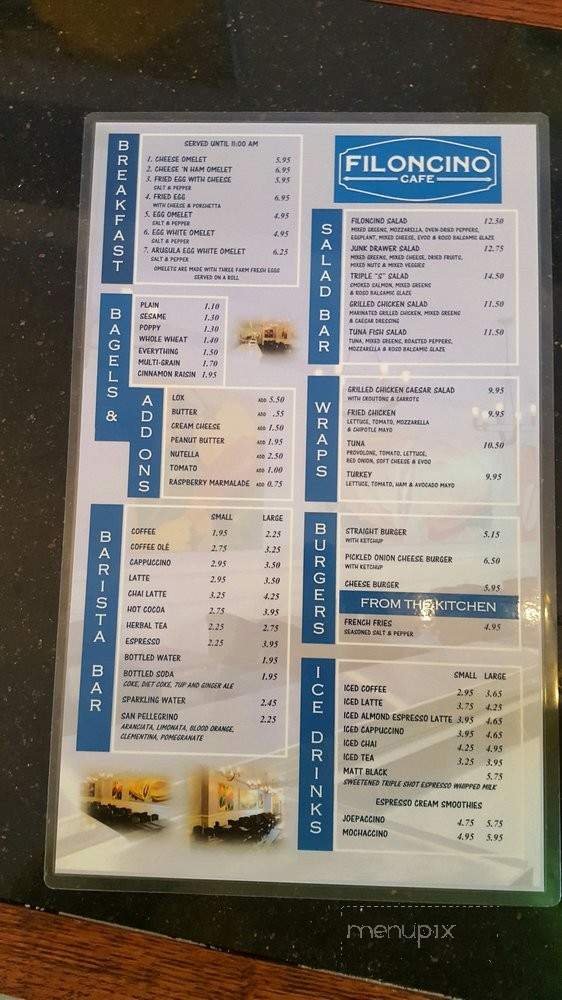 BREAKFAST
SERVED UNTIL 11:00 AM
1. CHEESE OMELET 5.95
2. CHEESE 'N HAM OMELET 6.95
3. FRIED EGG WITH CHEESE 5.95
SALT & PEPPER
4. FRIED EGG 6.95
WITH CHEESE & PORCHETTA
5. EGG OMELET 4.95
SALT & PEPPER
6. EGG WHITE OMELET 4.95
SALT & PEPPER
7. ARUGULA EGG WHITE OMELET 6.25
SALT & PEPPER
OMELETS ARE MADE WITH THREE FARM FRESH EGGS
SERVED ON A ROLL
BAGELS &
PLAIN 1.10
SESAME 1.30
POPPY 1.30
WHOLE WHEAT 1.40
EVERYTHING 1.50
MULTI-GRAIN 1.70
CINNAMON RAISIN 1.95
ADD ONS
LOX ADD 5.50
BUTTER ADD .55
CREAM CHEESE ADD 1.50
PEANUT BUTTER ADD 1.95
NUTELLA ADD 2.50
TOMATO ADD 1.00
RASPBERRY MARMALADE ADD 0.75
BARISTA BAR
SMALL LARGE
COFFEE 1.95 2.25
COFFEE OLÉ 2.75 3.25
CAPPUCCINO 2.95 3.50
LATTE 2.95 3.50
CHAI LATTE 3.25 4.25
HOT COCOA 2.75 3.95
HERBAL TEA 2.25 2.75
ESPRESSO 2.25 3.95
BOTTLED WATER 1.95
BOTTLED SODA 1.95
COKE, DIET COKE, 7UP AND GINGER ALE
SPARKLING WATER 2.45
SAN PELLEGRINO 2.25
ARANCIATA, LIMONATA, BLOOD ORANGE,
CLEMENTINA, POMEGRANATE
FILONCINO
CAFE
SALAD BAR
FILONCINO SALAD 12.50
MIXED GREENS, MOZZARELLA, OVEN-DRIED PEPPERS,
EGGPLANT, MIXED CHEESE, EVOO & ROSO BALSAMIC GLAZE
JUNK DRAWER SALAD 12.75
MIXED GREENS, MIXED CHEESE, DRIED FRUITS,
MIXED NUTS & MIXED VEGGIES
TRIPLE "S" SALAD 14.50
SMOKED SALMON, MIXED GREENS
& ROSO BALSAMIC GLAZE
GRILLED CHICKEN SALAD 11.50
MARINATED GRILLED CHICKEN, MIXED GREENS
& CAESAR DRESSING
TUNA FISH SALAD 11.50
TUNA, MIXED GREENS, ROASTED PEPPERS,
MOZZARELLA & ROSO BALSAMIC GLAZE
WRAPS
GRILLED CHICKEN CAESAR SALAD 9.95
WITH CROUTONS & CARROTS
FRIED CHICKEN 9.95
LETTUCE, TOMATO, MOZZARELLA
& CHIPOTLE MAYO
TUNA 10.50
PROVOLONE, TOMATO, LETTUCE,
RED ONION, SOFT CHEESE & EVOO
TURKEY 9.95
LETTUCE, TOMATO, HAM & AVOCADO MAYO
BURGERS
STRAIGHT BURGER 5.15
WITH KETCHUP
PICKLED ONION CHEESE BURGER 6.50
WITH KETCHUP
CHEESE BURGER 5.95
FROM THE KITCHEN
FRENCH FRIES 4.95
SEASONED SALT & PEPPER
ICE DRINKS
SMALL LARGE
ICED COFFEE 2.95 3.65
ICED LATTE 3.75 4.25
ICED ALMOND ESPRESSO LATTE 3.95 4.65
ICED CAPPUCCINO 3.95 4.65
ICED CHAI 4.25 4.95
ICED TEA 3.25 3.95
MATT BLACK 5.75
SWEETENED TRIPLE SHOT ESPRESSO WHIPPED MILK
ESPRESSO CREAM SMOOTHIES
JOEPACCINO 4.75 5.75
MOCHACCINO 4.95 5.95
menupix